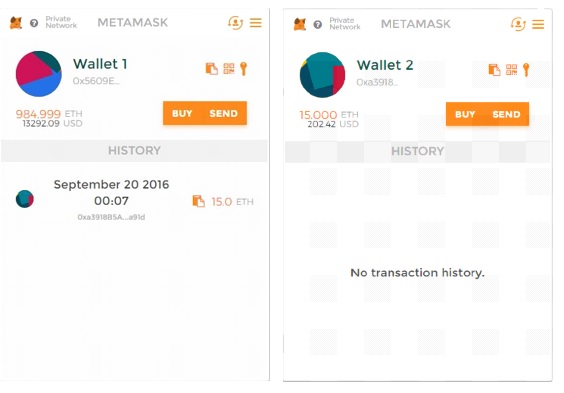 Private
Network
METAMASK
Wallet 1
0x5609E...
984.999 ETH
13292.09 USD
BUY SEND
HISTORY
September 20 2016
00:07
0xa3918B5A...a91d
15.0 ETH
Private
Network
METAMASK
Wallet 2
0xa3918...
15.000 ETH
202.42 USD
BUY SEND
HISTORY
No transaction history.